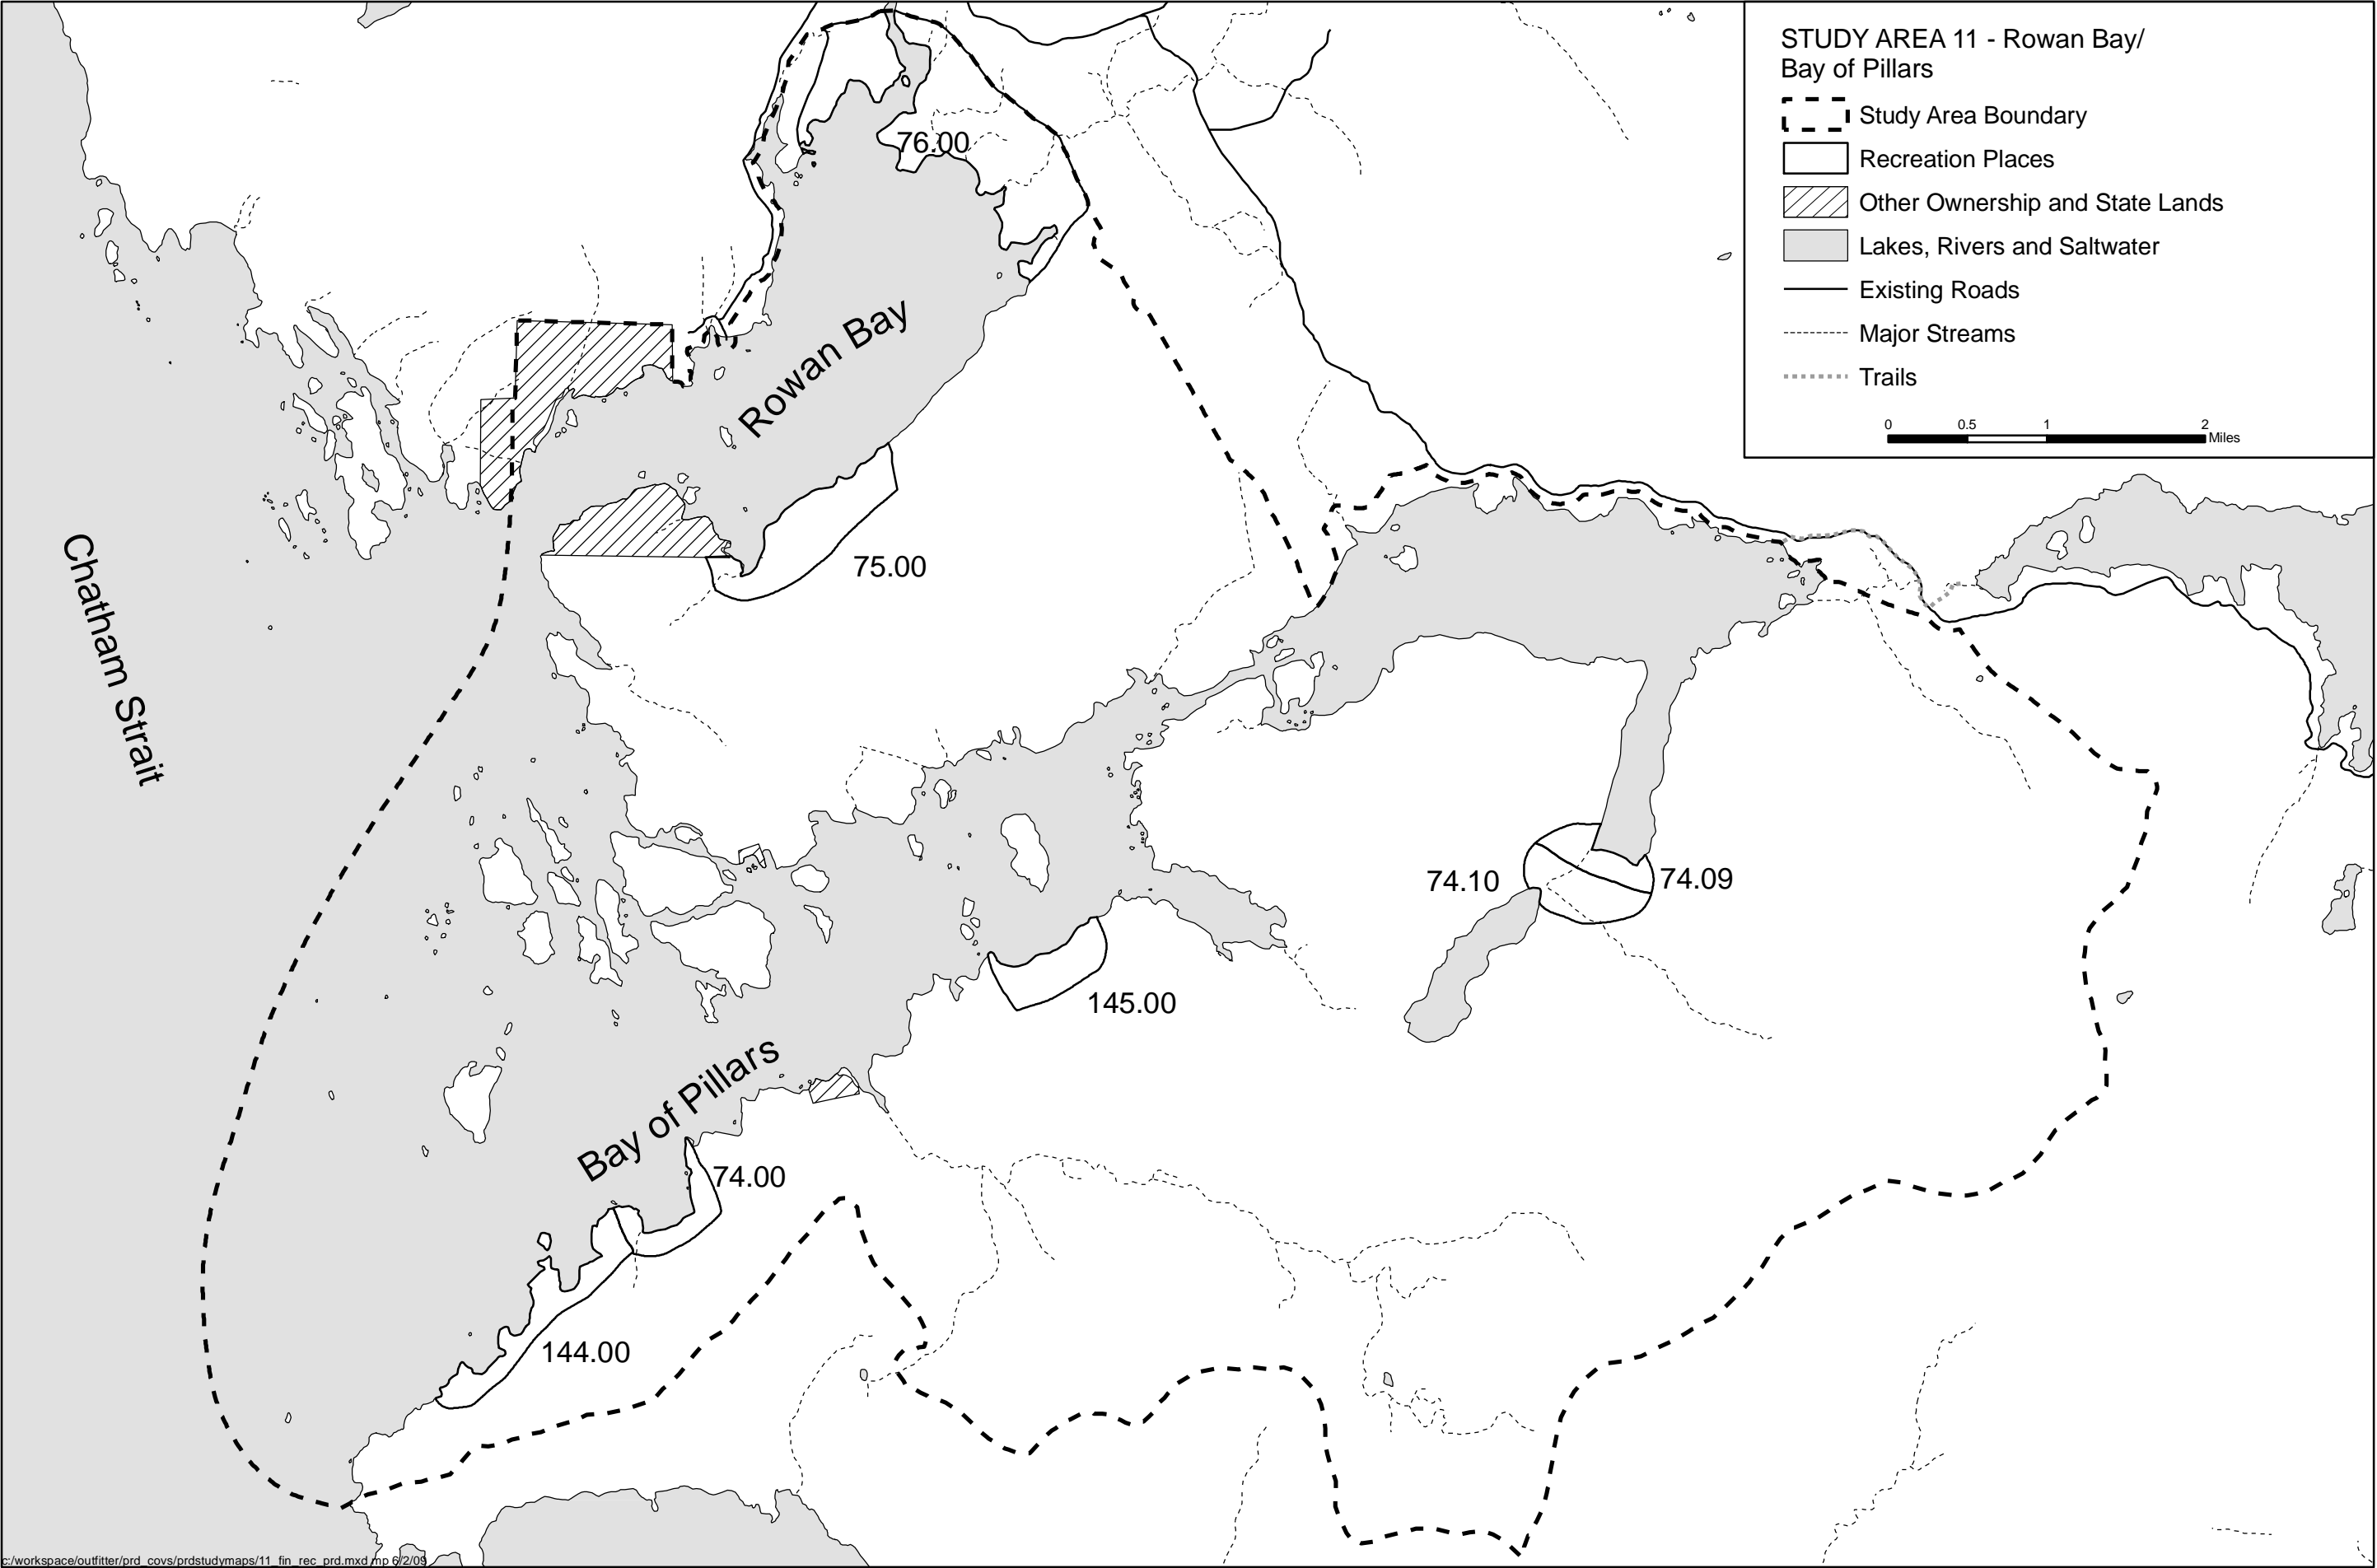 STUDY AREA 11 - Rowan Bay/
Bay of Pillars
Study Area Boundary
Recreation Places
Other Ownership and State Lands
Lakes, Rivers and Saltwater
Existing Roads
Major Streams
Trails
0 0.5 1 2
Miles
76.00
Rowan Bay
75.00
Chatham Strait
74.10
74.09
145.00
Bay of Pillars
74.00
144.00
c:/workspace/outfitter/prd_covs/prdstudymaps/11_fin_rec_prd.mxd mp 6/2/09